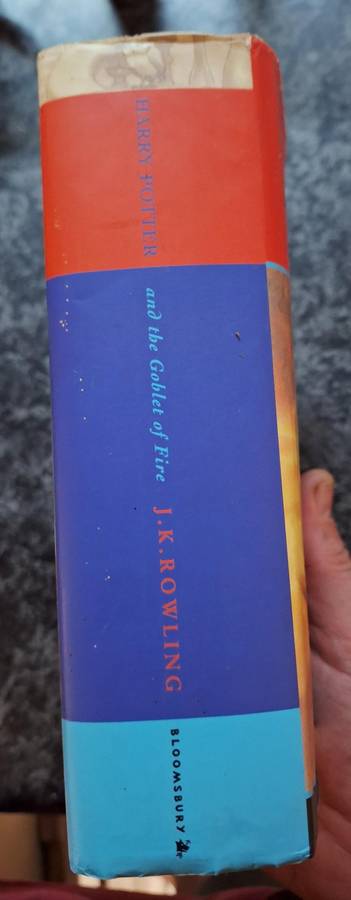 HARRY POTTER
and the Goblet of Fire
J.K.ROWLING
BLOOMSBURY